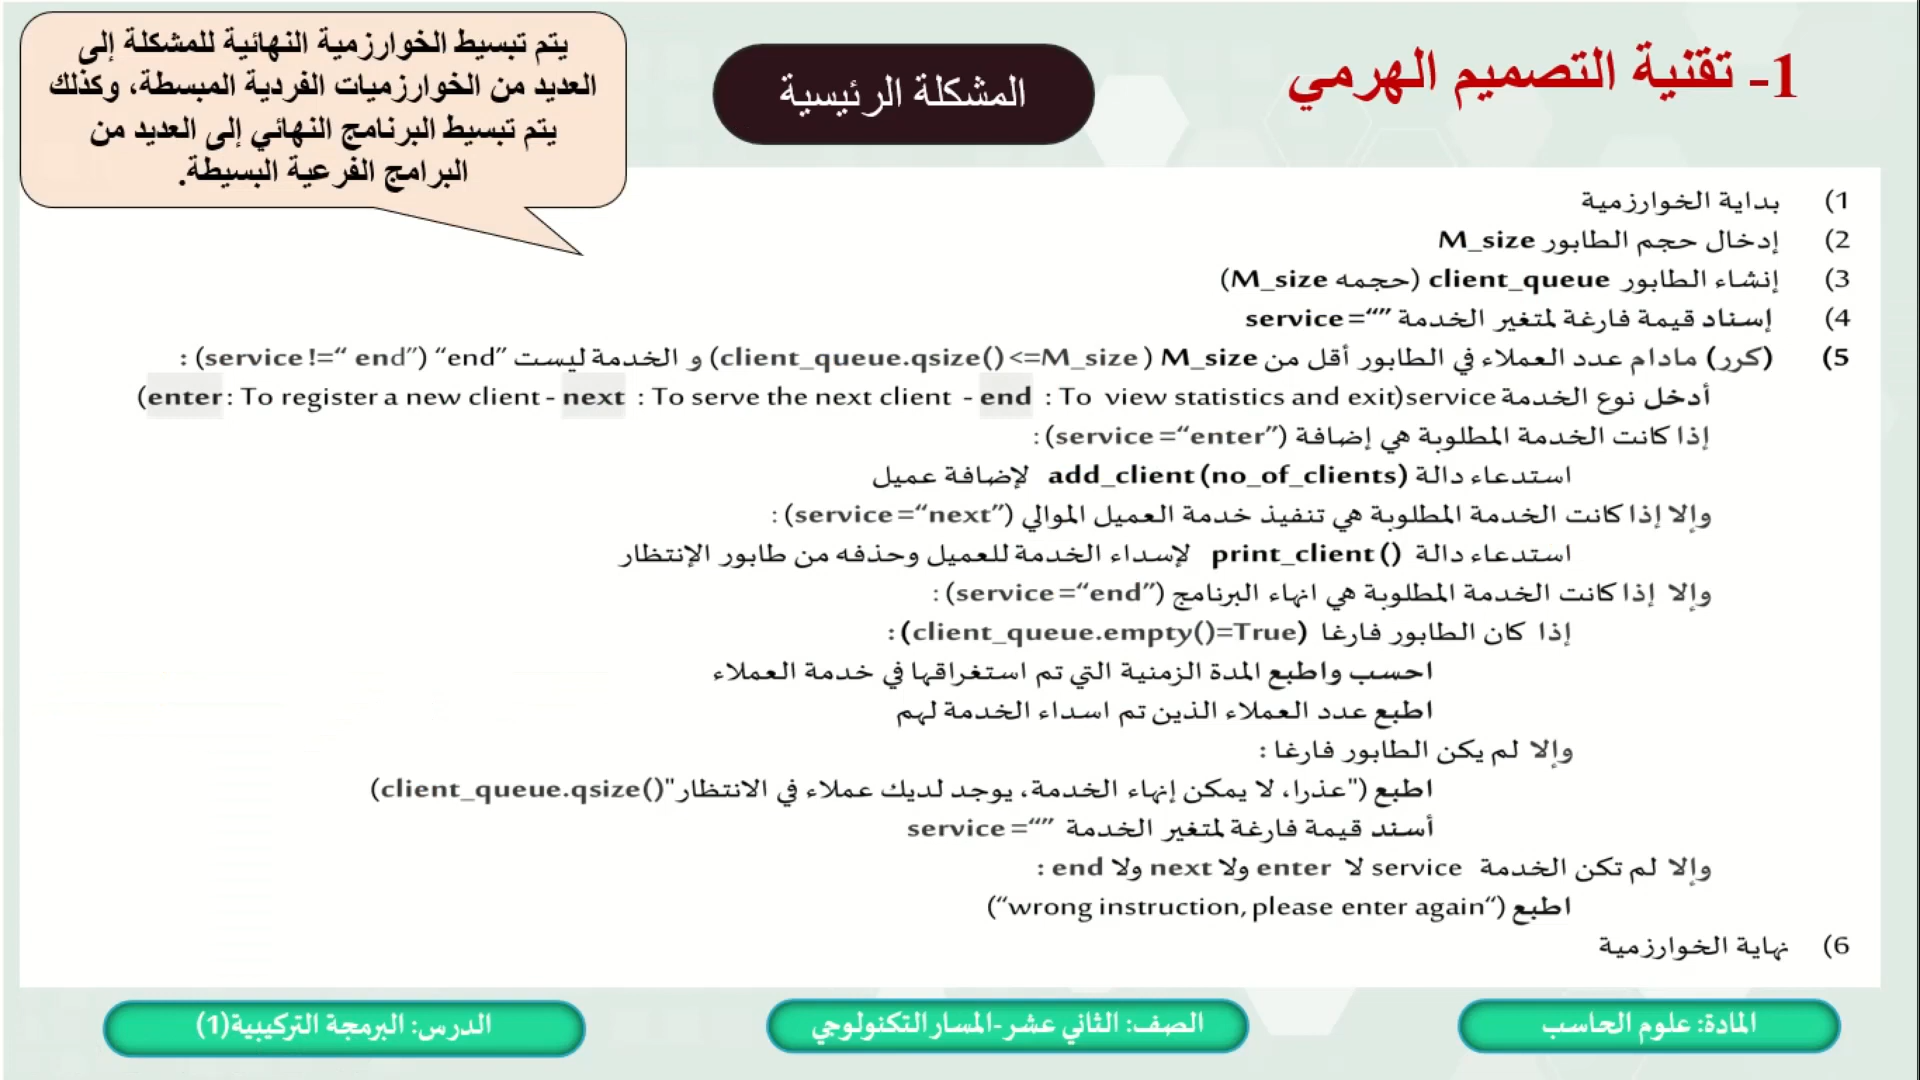 1- تقنية التصميم الهرمي
المشكلة الرئيسية
يتم تبسيط الخوارزمية النهائية للمشكلة إلى
العديد من الخوارزميات الفردية المبسطة، وكذلك
يتم تبسيط البرنامج النهائي إلى العديد من
البرامج الفرعية البسيطة.
1) بداية الخوارزمية
2) إدخال حجم الطابور M_size
3) إنشاء الطابور client_queue (حجمه M_size)
4) إسناد قيمة فارغة لمتغير الخدمة service =“”
5) (كرر) مادام عدد العملاء في الطابور أقل من M_size (client_queue.qsize() <=M_size) و الخدمة ليست “end” (service !=“ end”) :
أدخل نوع الخدمة service(enter : To register a new client - next : To serve the next client - end : To view statistics and exit)
إذا كانت الخدمة المطلوبة هي إضافة (service =“enter”) :
استدعاء دالة add_client (no_of_clients) لإضافة عميل
وإلا إذا كانت الخدمة المطلوبة هي تنفيذ خدمة العميل الموالي (service =“next”) :
استدعاء دالة print_client () لإسداء الخدمة للعميل وحذفه من طابور الإنتظار
وإلا إذا كانت الخدمة المطلوبة هي انهاء البرنامج (service =“end”) :
إذا كان الطابور فارغا (client_queue.empty()=True) :
احسب واطبع المدة الزمنية التي تم استغراقها في خدمة العملاء
اطبع عدد العملاء الذين تم اسداء الخدمة لهم
وإلا لم يكن الطابور فارغا :
اطبع ("عذرا، لا يمكن إنهاء الخدمة، يوجد لديك عملاء في الانتظار"client_queue.qsize())
أسند قيمة فارغة لمتغير الخدمة service =“”
وإلا لم تكن الخدمة service لا enter ولا next ولا end :
اطبع (“wrong instruction, please enter again“)
6) نهاية الخوارزمية
المادة: علوم الحاسب
الصف: الثاني عشر-المسار التكنولوجي
الدرس: البرمجة التركيبية(1)